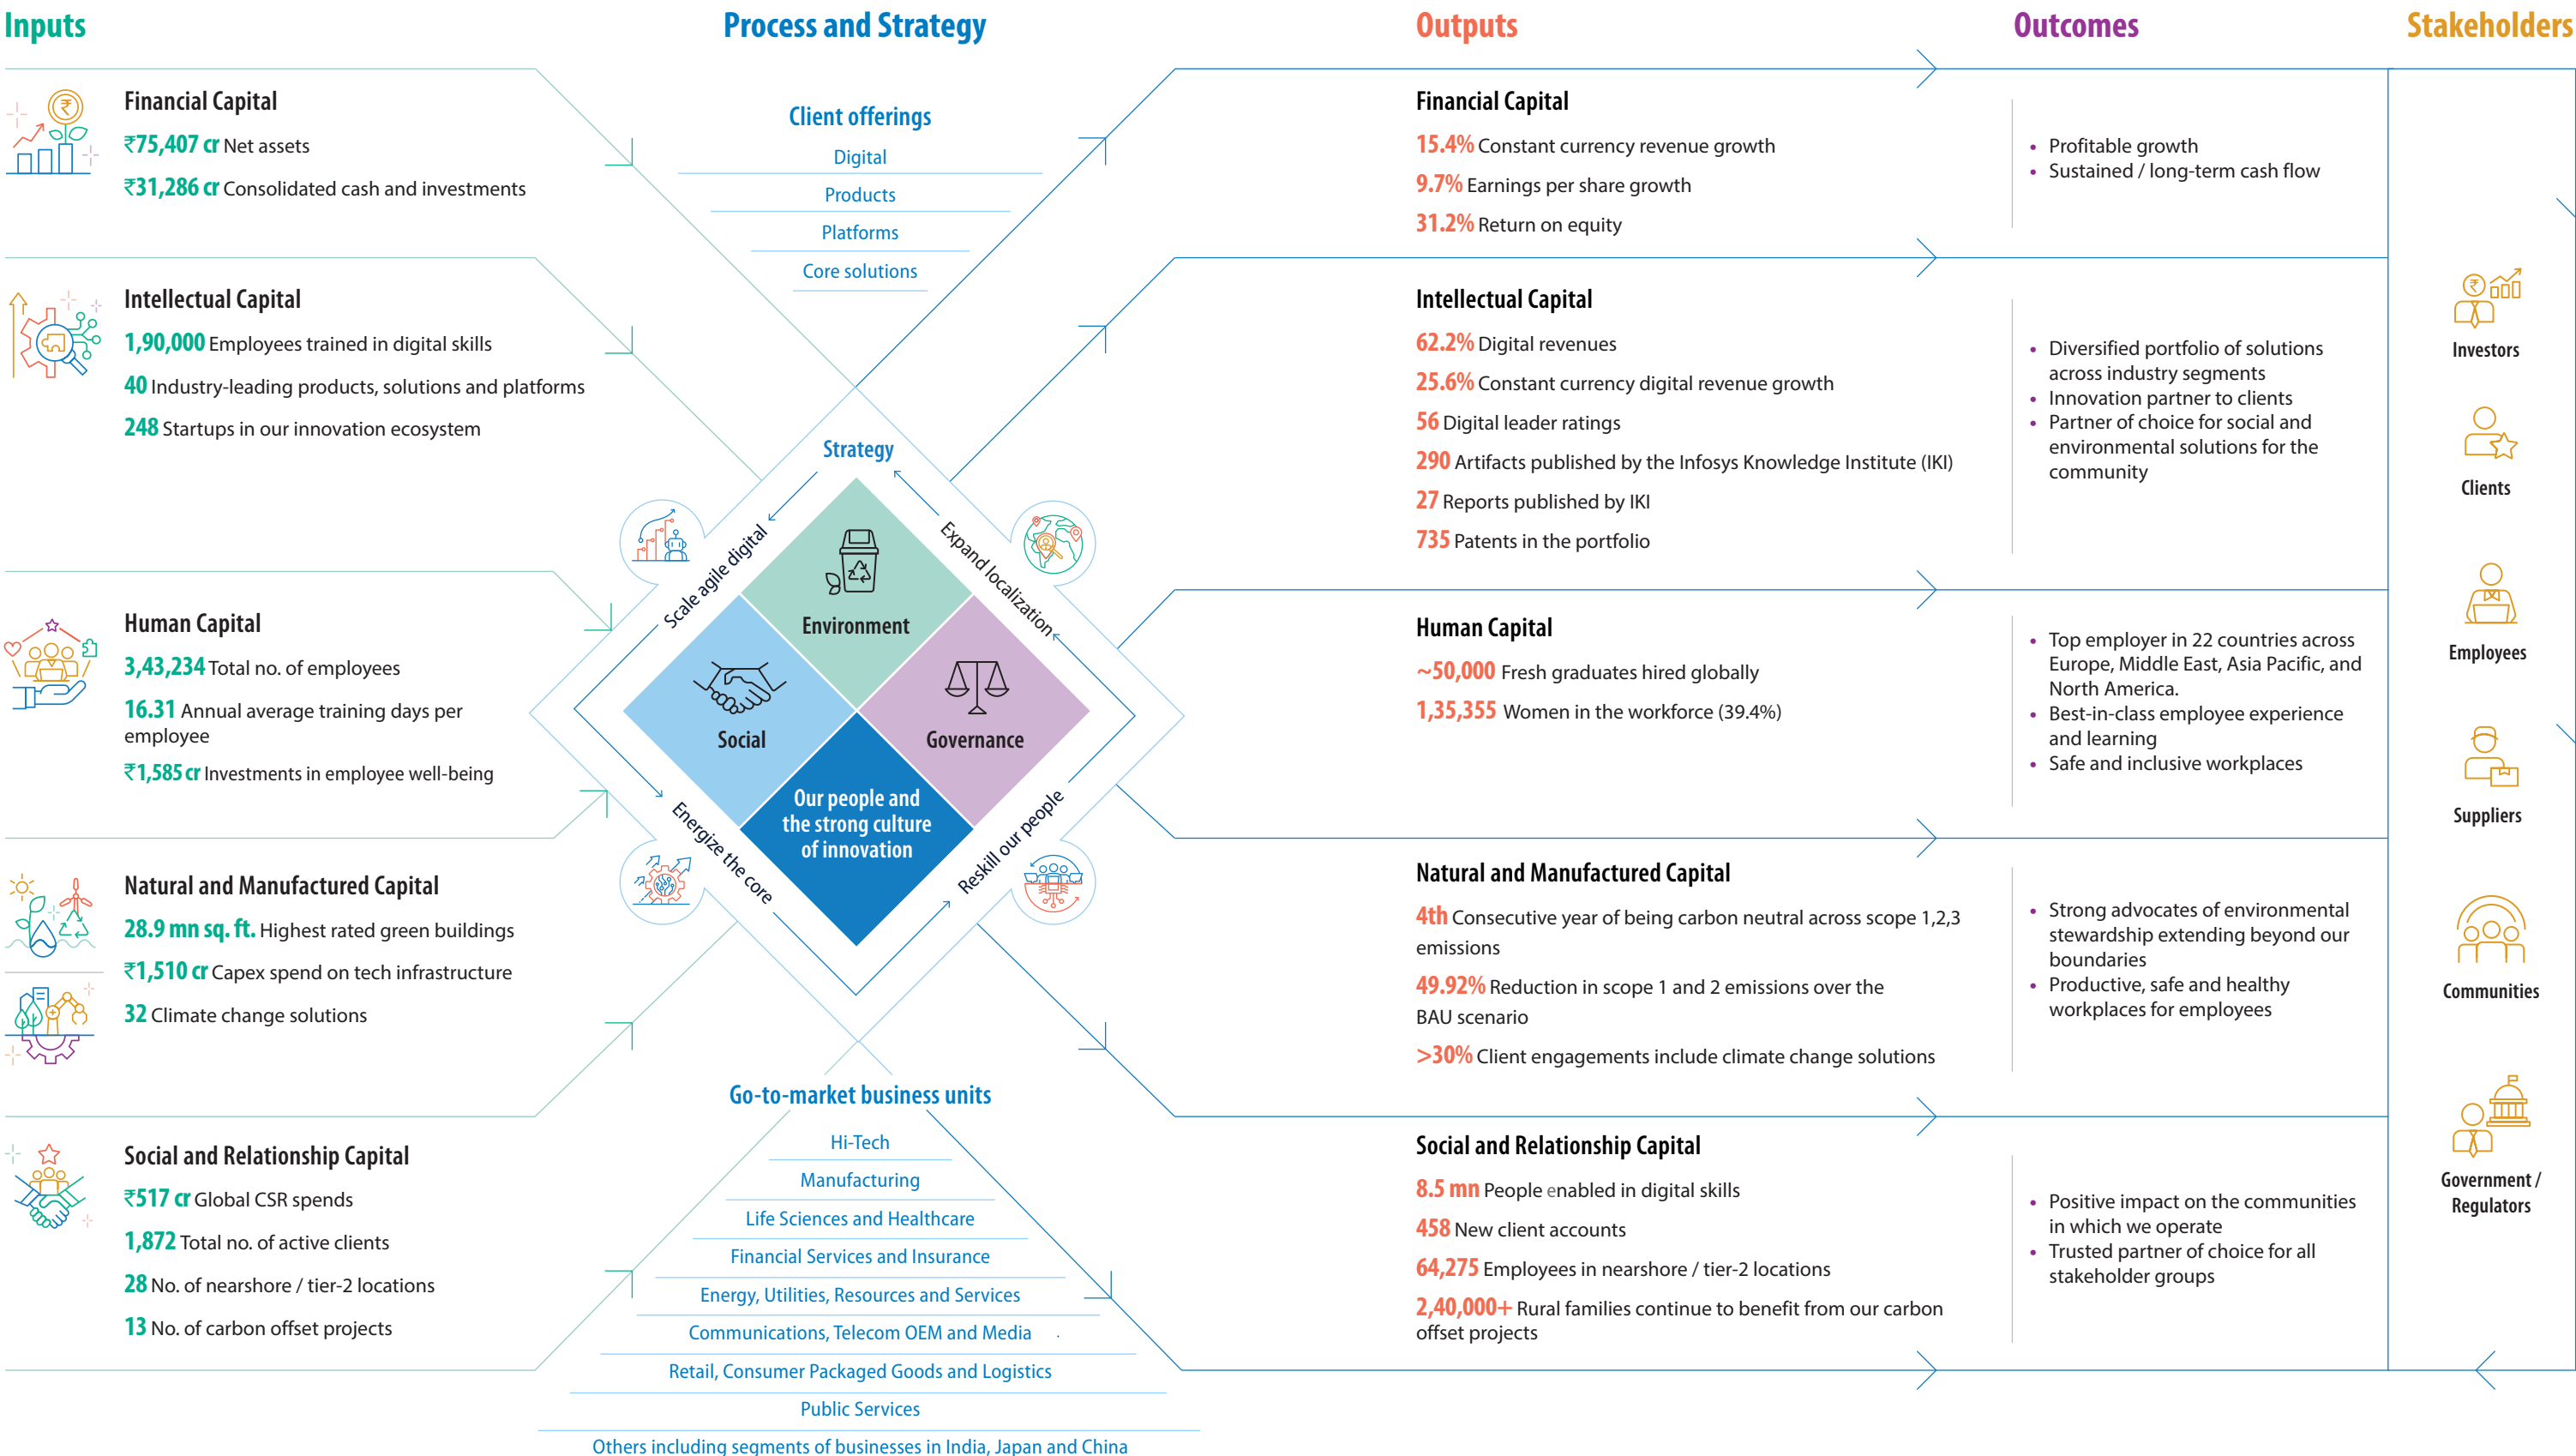 Inputs
Process and Strategy
Outputs
Outcomes
Stakeholders
Financial Capital
₹75,407 cr Net assets
₹31,286 cr Consolidated cash and investments
Intellectual Capital
1,90,000 Employees trained in digital skills
40 Industry-leading products, solutions and platforms
248 Startups in our innovation ecosystem
Human Capital
3,43,234 Total no. of employees
16.31 Annual average training days per
employee
₹1,585 cr Investments in employee well-being
Natural and Manufactured Capital
28.9 mn sq. ft. Highest rated green buildings
₹1,510 cr Capex spend on tech infrastructure
32 Climate change solutions
Social and Relationship Capital
₹517 cr Global CSR spends
1,872 Total no. of active clients
28 No. of nearshore / tier-2 locations
13 No. of carbon offset projects
Client offerings
Digital
Products
Platforms
Core solutions
Strategy
Scale agile digital
Expand localization
Environment
Social
Governance
Our people and
the strong culture
of innovation
Energize the core
Reskill our people
Go-to-market business units
Hi-Tech
Manufacturing
Life Sciences and Healthcare
Financial Services and Insurance
Energy, Utilities, Resources and Services
Communications, Telecom OEM and Media
Retail, Consumer Packaged Goods and Logistics
Public Services
Others including segments of businesses in India, Japan and China
Financial Capital
15.4% Constant currency revenue growth
9.7% Earnings per share growth
31.2% Return on equity
Intellectual Capital
62.2% Digital revenues
25.6% Constant currency digital revenue growth
56 Digital leader ratings
290 Artifacts published by the Infosys Knowledge Institute (IKI)
27 Reports published by IKI
735 Patents in the portfolio
Human Capital
~50,000 Fresh graduates hired globally
1,35,355 Women in the workforce (39.4%)
Natural and Manufactured Capital
4th Consecutive year of being carbon neutral across scope 1,2,3
emissions
49.92% Reduction in scope 1 and 2 emissions over the
BAU scenario
>30% Client engagements include climate change solutions
Social and Relationship Capital
8.5 mn People enabled in digital skills
458 New client accounts
64,275 Employees in nearshore / tier-2 locations
2,40,000+ Rural families continue to benefit from our carbon
offset projects
• Profitable growth
• Sustained / long-term cash flow
• Diversified portfolio of solutions
across industry segments
• Innovation partner to clients
• Partner of choice for social and
environmental solutions for the
community
• Top employer in 22 countries across
Europe, Middle East, Asia Pacific, and
North America.
• Best-in-class employee experience
and learning
• Safe and inclusive workplaces
• Strong advocates of environmental
stewardship extending beyond our
boundaries
• Productive, safe and healthy
workplaces for employees
• Positive impact on the communities
in which we operate
• Trusted partner of choice for all
stakeholder groups
Investors
Clients
Employees
Suppliers
Communities
Government /
Regulators